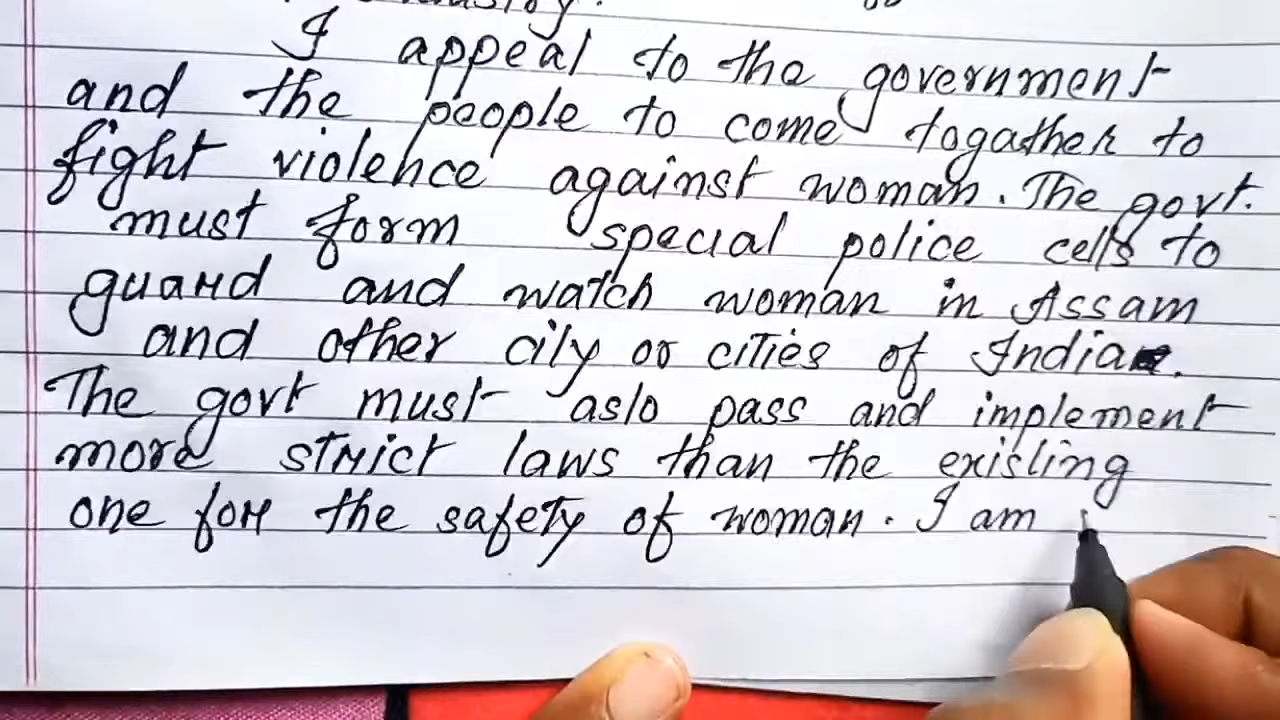 I appeal to the government
and the people to come togather to
fight violence against woman. The govt.
must form special police cells to
guard and watch woman in Assam
and other city or cities of India.
The govt must aslo pass and implement
more strict laws than the existing
one for the safety of woman. I am